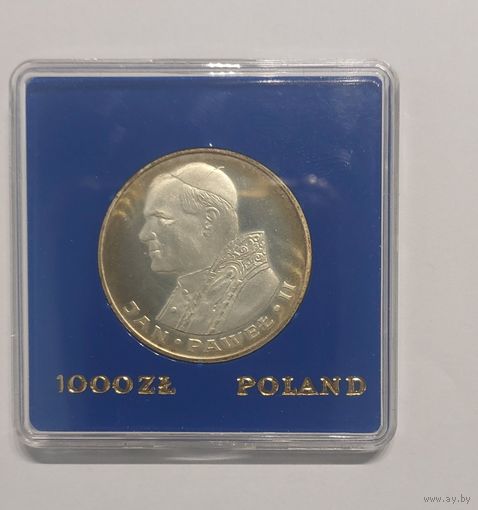 JAN • PAWEŁ • II
1000 ZŁ POLAND
© www.ay.by